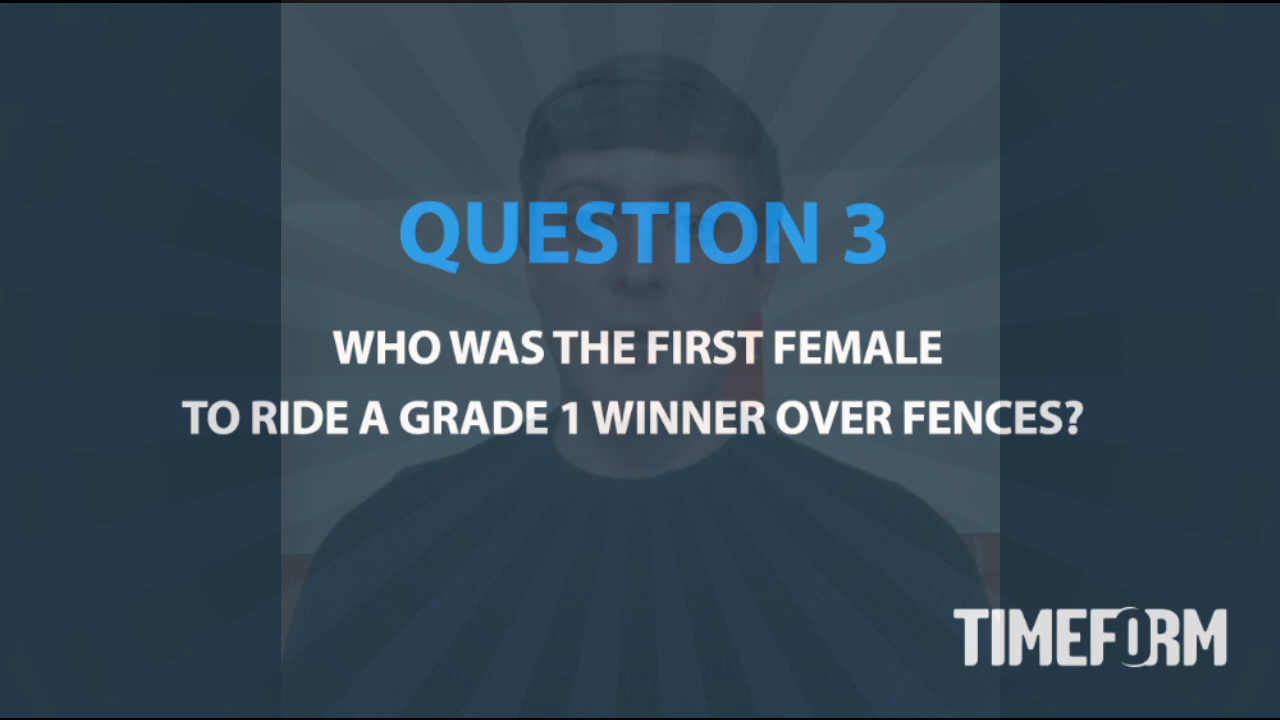 QUESTION 3
WHO WAS THE FIRST FEMALE
TO RIDE A GRADE 1 WINNER OVER FENCES?
TIMEFORM